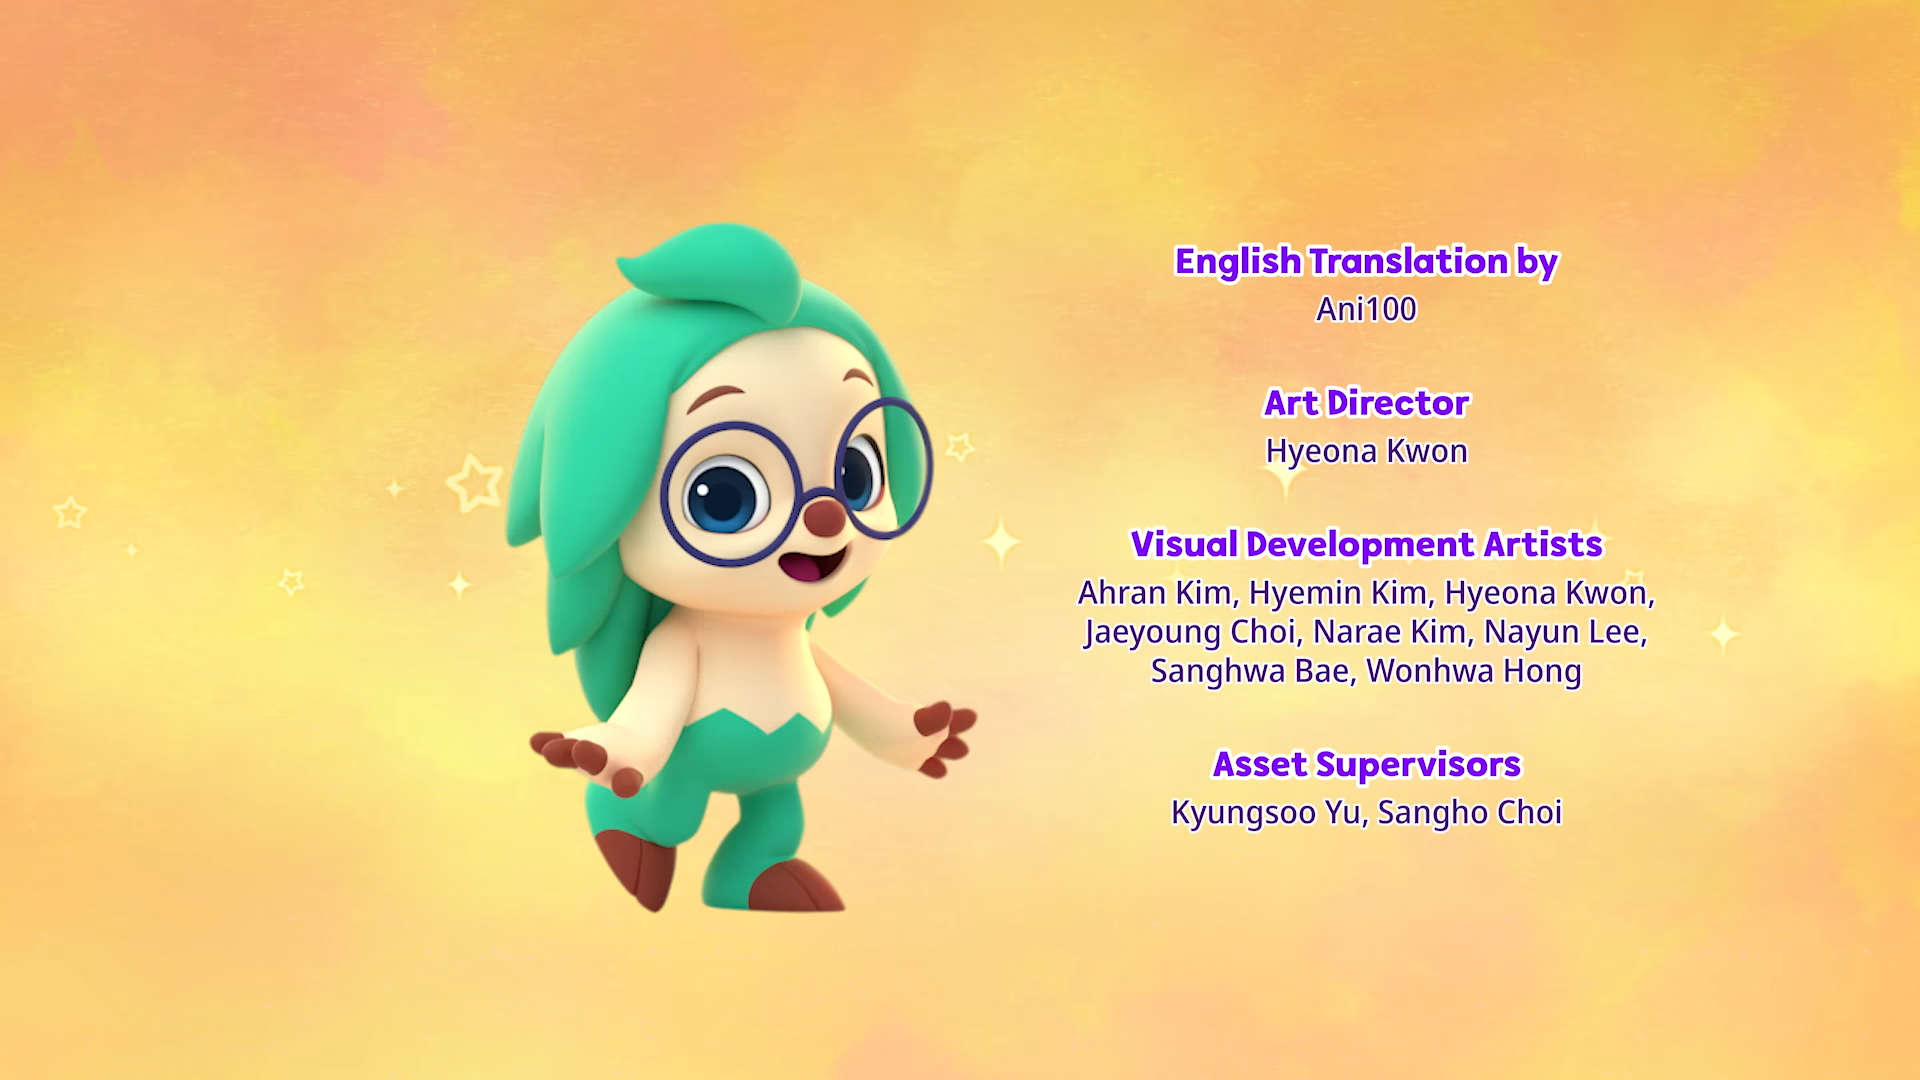 English Translation by
Ani100
Art Director
Hyeona Kwon
Visual Development Artists
Ahran Kim, Hyemin Kim, Hyeona Kwon,
Jaeyoung Choi, Narae Kim, Nayun Lee,
Sanghwa Bae, Wonhwa Hong
Asset Supervisors
Kyungsoo Yu, Sangho Choi